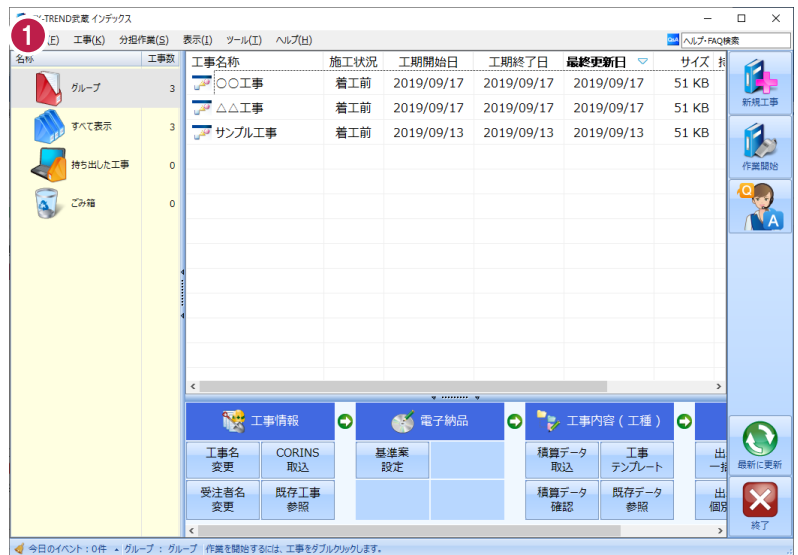 -TREND武蔵 インデックス
1
(F) 工事(K) 分担作業(S) 表示(I) ツール(T) ヘルプ(H) Q&A ヘルプ・FAQ検索
名称 工事数
グループ 3
すべて表示 3
持ち出した工事 0
ごみ箱 0
工事名称 施工状況 工期開始日 工期終了日 最終更新日 サイズ 持
○○工事 着工前 2019/09/17 2019/09/17 2019/09/17 51 KB
△△工事 着工前 2019/09/17 2019/09/17 2019/09/17 51 KB
サンプル工事 着工前 2019/09/13 2019/09/13 2019/09/13 51 KB
新規工事
作業開始
Q
A
工事情報 電子納品 工事内容(工種)
工事名
変更
CORINS
取込
基準案
設定
積算データ
取込
工事
テンプレート
出
一括
受注者名
変更
既存工事
参照
積算データ
確認
既存データ
参照
出
個別
最新に更新
終了
今日のイベント:0件 グループ : グループ 作業を開始するには、工事をダブルクリックします。